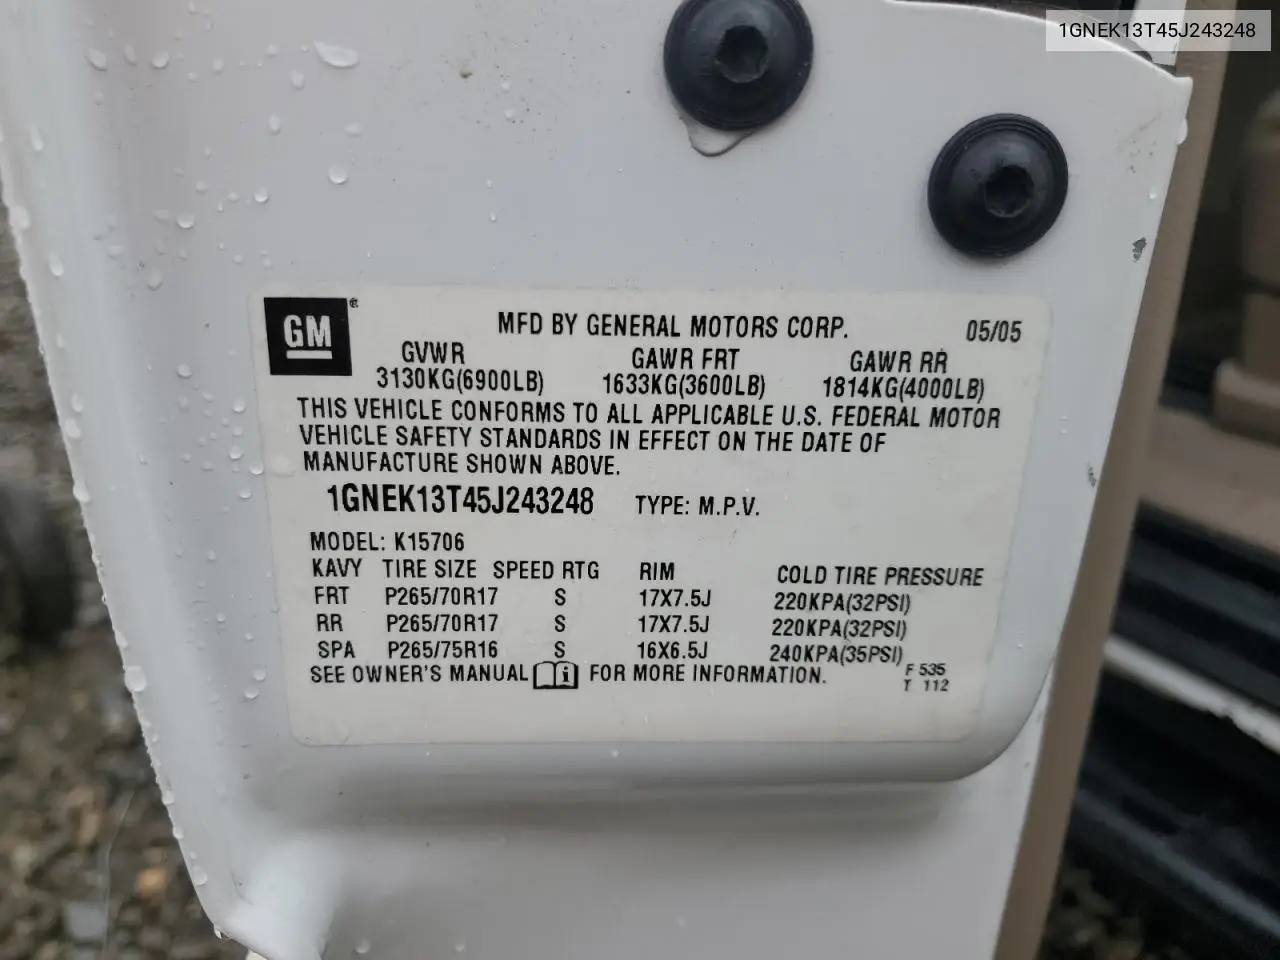 1GNEK13T45J243248
GM ®
MFD BY GENERAL MOTORS CORP. 05/05
GVWR GAWR FRT GAWR RR
3130KG(6900LB) 1633KG(3600LB) 1814KG(4000LB)
THIS VEHICLE CONFORMS TO ALL APPLICABLE U.S. FEDERAL MOTOR
VEHICLE SAFETY STANDARDS IN EFFECT ON THE DATE OF
MANUFACTURE SHOWN ABOVE.
1GNEK13T45J243248 TYPE: M.P.V.
MODEL: K15706
KAVY TIRE SIZE SPEED RTG RIM COLD TIRE PRESSURE
FRT P265/70R17 S 17X7.5J 220KPA(32PSI)
RR P265/70R17 S 17X7.5J 220KPA(32PSI)
SPA P265/75R16 S 16X6.5J 240KPA(35PSI)
SEE OWNER'S MANUAL i FOR MORE INFORMATION.
F 535
T 112